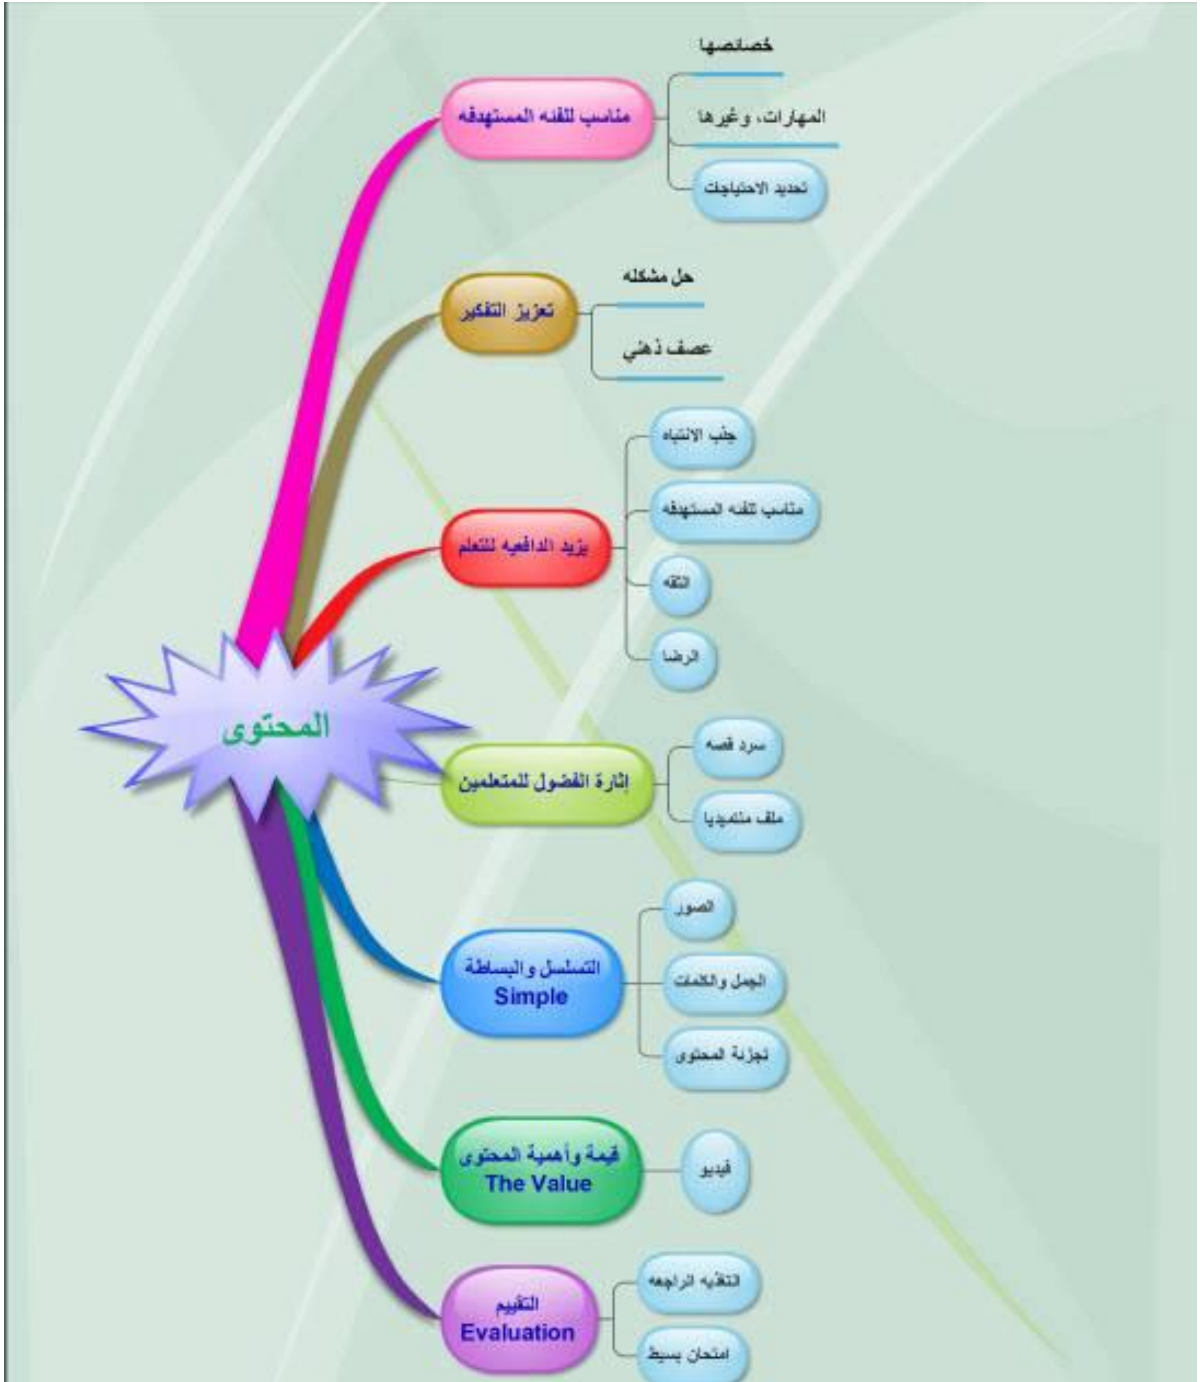 المحتوى
مناسب للفئه المستهدفه
خصائصها
المهارات، وغيرها
تحديد الاحتياجات
تعزيز التفكير
حل مشكله
عصف ذهني
يزيد الدافعيه للتعلم
جذب الانتباه
مناسب للفئه المستهدفه
الثقه
الرضا
إثارة الفضول للمتعلمين
سرد قصه
ملف ملتميديا
التسلسل والبساطة
Simple
الصور
الجمل والكلمات
تجزئة المحتوى
قيمة وأهمية المحتوى
The Value
فيديو
التقييم
Evaluation
التغذيه الراجعه
امتحان بسيط